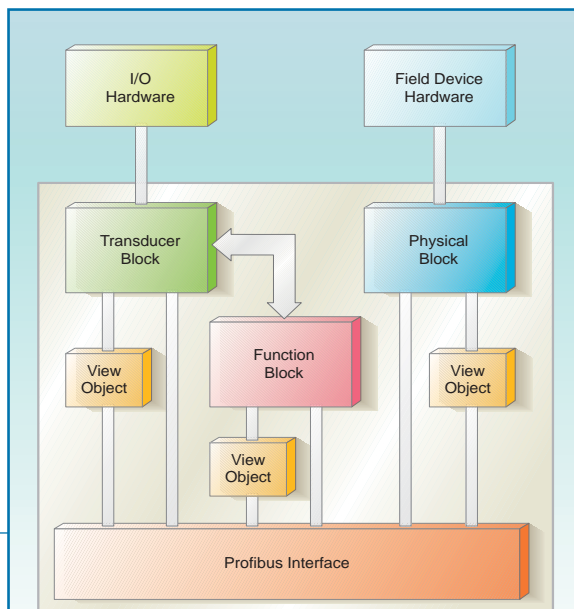 I/O
Hardware
Field Device
Hardware
Transducer
Block
Physical
Block
Function
Block
View
Object
View
Object
View
Object
Profibus Interface